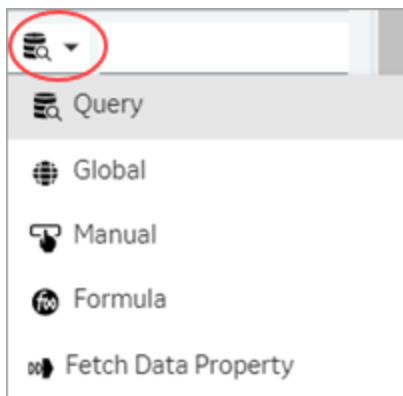 Query
Global
Manual
Formula
Fetch Data Property